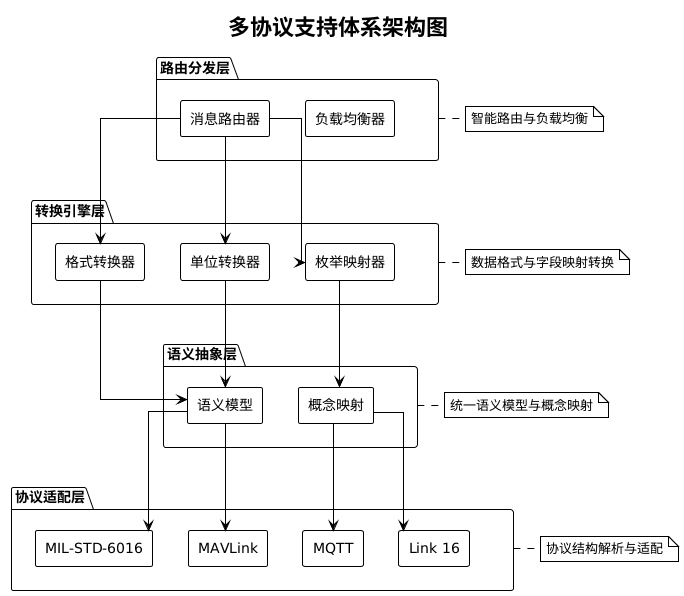 多协议支持体系架构图
路由分发层
消息路由器
负载均衡器
智能路由与负载均衡
转换引擎层
格式转换器
单位转换器
枚举映射器
数据格式与字段映射转换
语义抽象层
语义模型
概念映射
统一语义模型与概念映射
协议适配层
MIL-STD-6016
MAVLink
MQTT
Link 16
协议结构解析与适配